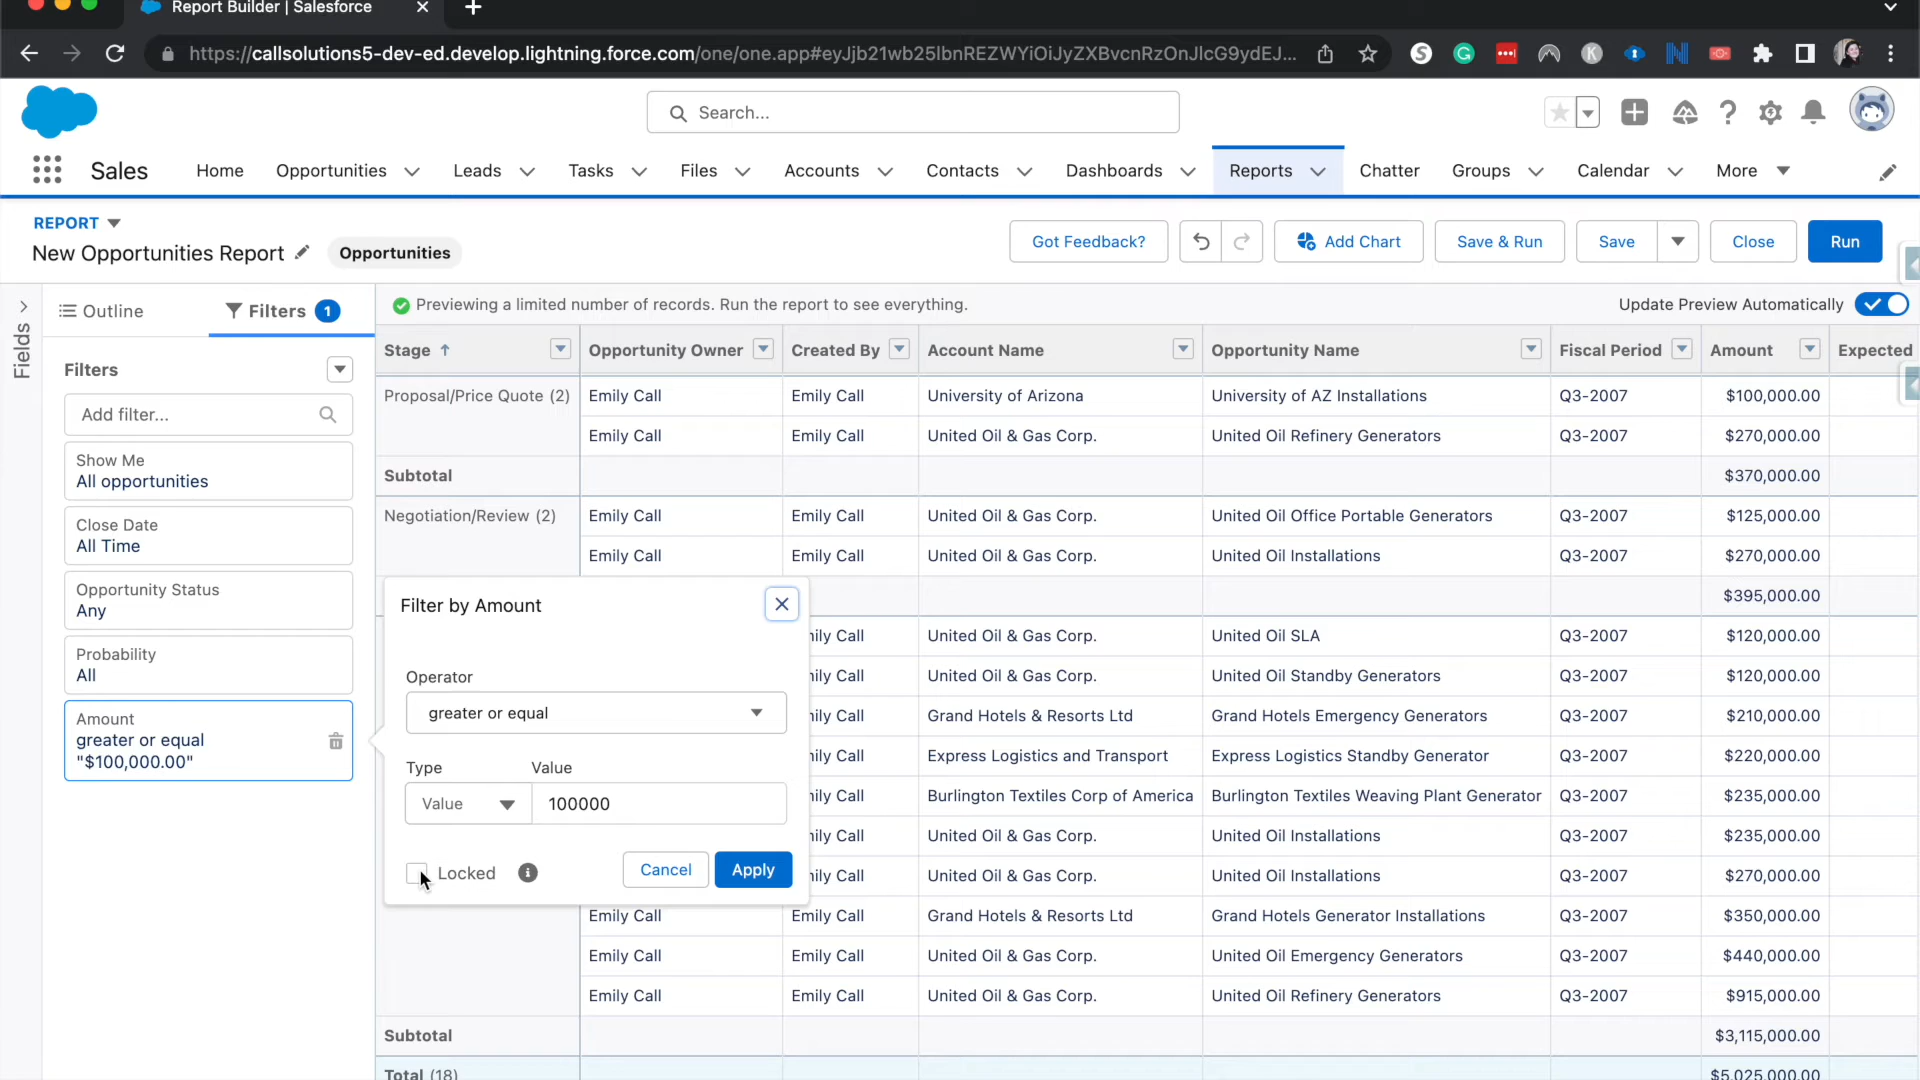 Report Builder | Salesforce
https://callsolutions5-dev-ed.develop.lightning.force.com/one/one.app#eyJjb21wb25lbnREZWYiOiJyZXBvcnRzOnJlcG9ydEJ...
Search...
Sales Home Opportunities Leads Tasks Files Accounts Contacts Dashboards Reports Chatter Groups Calendar More
REPORT
New Opportunities Report Opportunities
Got Feedback? Add Chart Save & Run Save Close Run
Fields
Outline Filters 1
Previewing a limited number of records. Run the report to see everything. Update Preview Automatically
Filters
Add filter...
Show Me
All opportunities
Close Date
All Time
Opportunity Status
Any
Probability
All
Amount
greater or equal
"$100,000.00"
Stage Opportunity Owner Created By Account Name Opportunity Name Fiscal Period Amount Expected
Proposal/Price Quote (2) Emily Call Emily Call University of Arizona University of AZ Installations Q3-2007 $100,000.00
Emily Call Emily Call United Oil & Gas Corp. United Oil Refinery Generators Q3-2007 $270,000.00
Subtotal $370,000.00
Negotiation/Review (2) Emily Call Emily Call United Oil & Gas Corp. United Oil Office Portable Generators Q3-2007 $125,000.00
Emily Call Emily Call United Oil & Gas Corp. United Oil Installations Q3-2007 $270,000.00
$395,000.00
ily Call United Oil & Gas Corp. United Oil SLA Q3-2007 $120,000.00
ily Call United Oil & Gas Corp. United Oil Standby Generators Q3-2007 $120,000.00
ily Call Grand Hotels & Resorts Ltd Grand Hotels Emergency Generators Q3-2007 $210,000.00
ily Call Express Logistics and Transport Express Logistics Standby Generator Q3-2007 $220,000.00
ily Call Burlington Textiles Corp of America Burlington Textiles Weaving Plant Generator Q3-2007 $235,000.00
ily Call United Oil & Gas Corp. United Oil Installations Q3-2007 $235,000.00
ily Call United Oil & Gas Corp. United Oil Installations Q3-2007 $270,000.00
Emily Call Emily Call Grand Hotels & Resorts Ltd Grand Hotels Generator Installations Q3-2007 $350,000.00
Emily Call Emily Call United Oil & Gas Corp. United Oil Emergency Generators Q3-2007 $440,000.00
Emily Call Emily Call United Oil & Gas Corp. United Oil Refinery Generators Q3-2007 $915,000.00
Subtotal $3,115,000.00
Total (18) $5,025,000.00
Filter by Amount
Operator
greater or equal
Type Value
Value 100000
Locked Cancel Apply